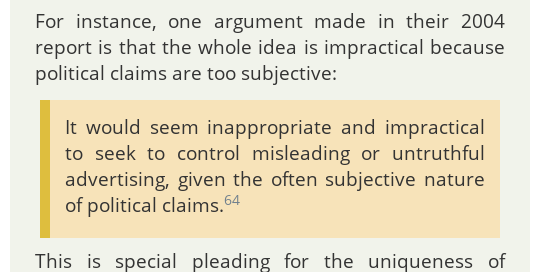 For instance, one argument made in their 2004
report is that the whole idea is impractical because
political claims are too subjective:
It would seem inappropriate and impractical
to seek to control misleading or untruthful
advertising, given the often subjective nature
of political claims.64
This is special pleading for the uniqueness of